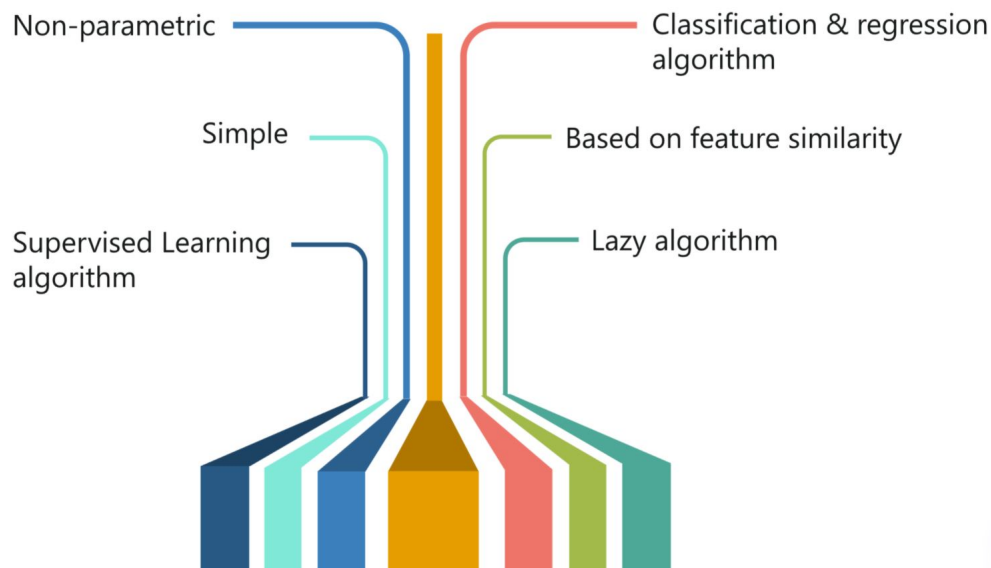 Non-parametric
Classification & regression
algorithm
Simple
Based on feature similarity
Supervised Learning
algorithm
Lazy algorithm